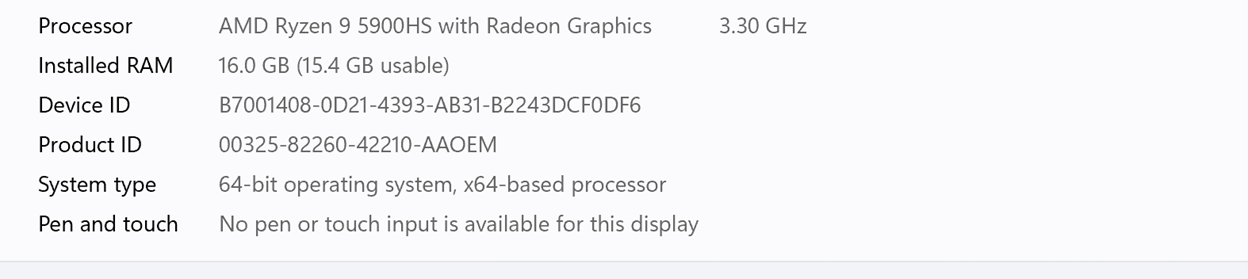 Processor AMD Ryzen 9 5900HS with Radeon Graphics 3.30 GHz
Installed RAM 16.0 GB (15.4 GB usable)
Device ID B7001408-0D21-4393-AB31-B2243DCF0DF6
Product ID 00325-82260-42210-AAOEM
System type 64-bit operating system, x64-based processor
Pen and touch No pen or touch input is available for this display